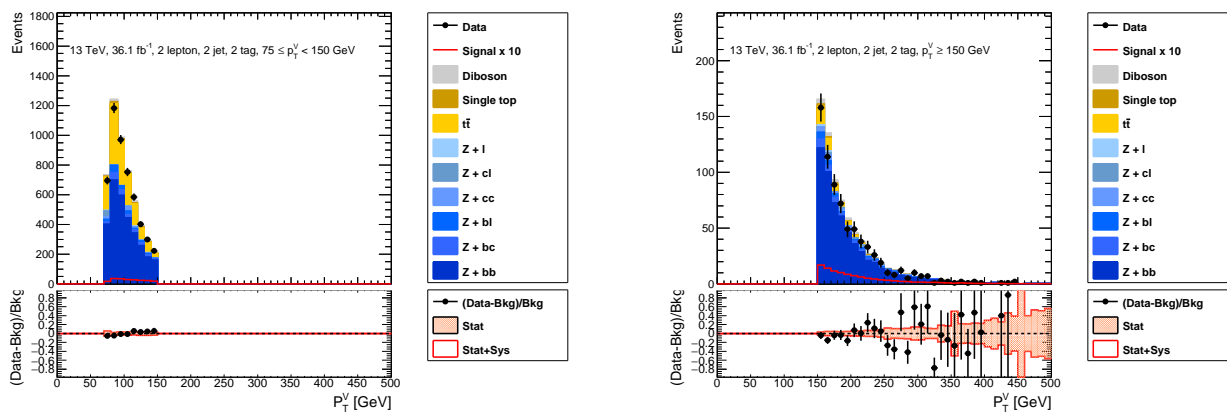 Events
1800
1600
1400
1200
1000
800
600
400
200
0
13 TeV, 36.1 fb⁻¹, 2 lepton, 2 jet, 2 tag, 75 ≤ p_T^V < 150 GeV
Data
Signal x 10
Diboson
Single top
tt̄
Z + l
Z + cl
Z + cc
Z + bl
Z + bc
Z + bb
(Data-Bkg)/Bkg
0.8
0.6
0.4
0.2
0
−0.2
−0.4
−0.6
−0.8
0 50 100 150 200 250 300 350 400 450 500
P_T^V [GeV]
(Data-Bkg)/Bkg
Stat
Stat+Sys
Events
200
150
100
50
0
13 TeV, 36.1 fb⁻¹, 2 lepton, 2 jet, 2 tag, p_T^V ≥ 150 GeV
Data
Signal x 10
Diboson
Single top
tt̄
Z + l
Z + cl
Z + cc
Z + bl
Z + bc
Z + bb
(Data-Bkg)/Bkg
0.8
0.6
0.4
0.2
0
−0.2
−0.4
−0.6
−0.8
0 50 100 150 200 250 300 350 400 450 500
P_T^V [GeV]
(Data-Bkg)/Bkg
Stat
Stat+Sys